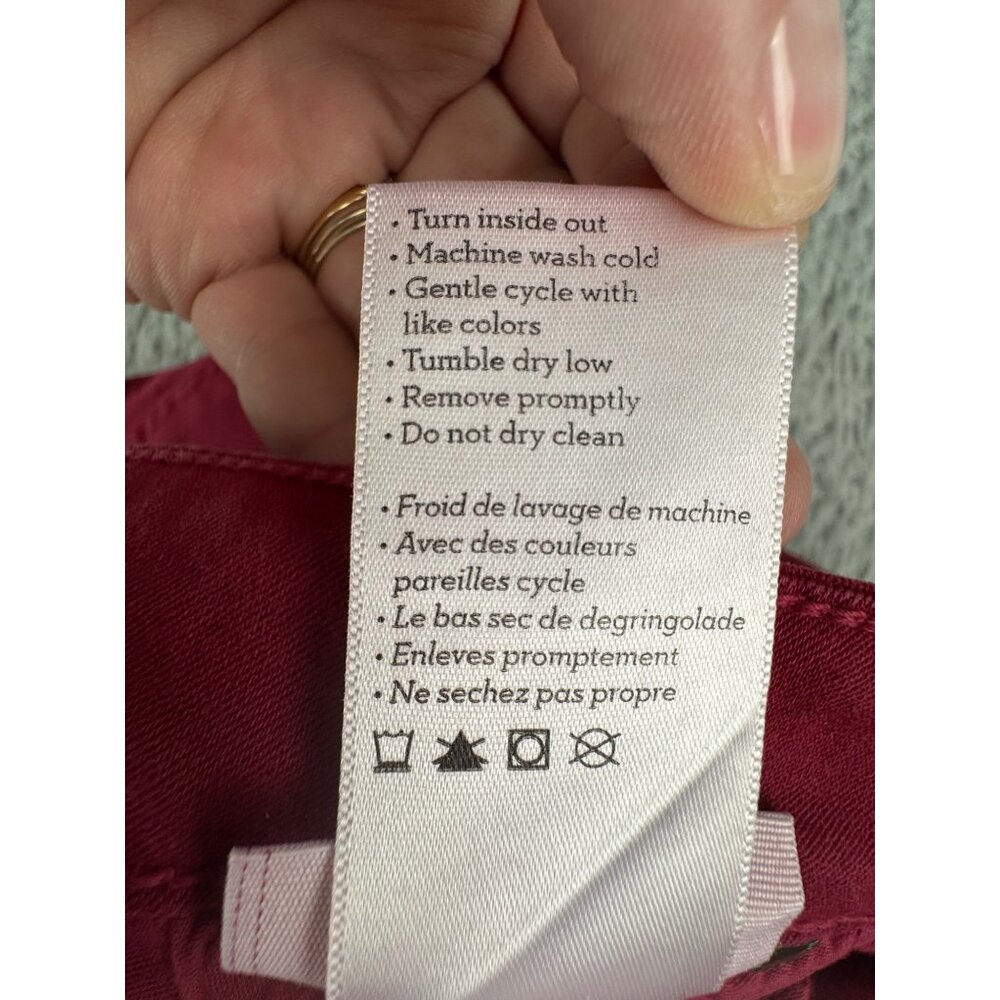 • Turn inside out
• Machine wash cold
• Gentle cycle with
like colors
• Tumble dry low
• Remove promptly
• Do not dry clean
• Froid de lavage de machine
• Avec des couleurs
pareilles cycle
• Le bas sec de degringolade
• Enleves promptement
• Ne sechez pas propre